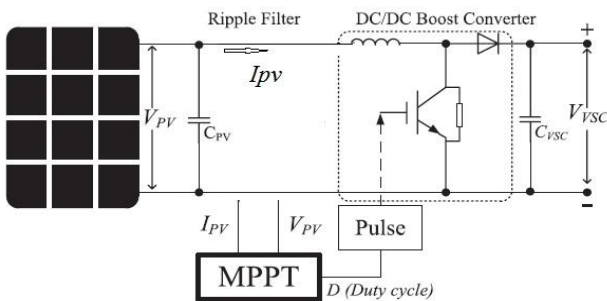 Ripple Filter
DC/DC Boost Converter
Ipv
+
V_PV
C_PV
C_VSC
V_VSC
-
I_PV
V_PV
Pulse
MPPT
D (Duty cycle)